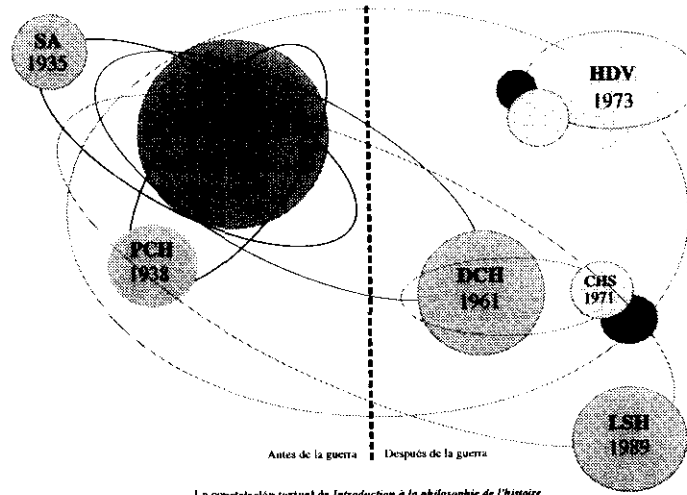 SA
1935
HDV
1973
PCH
1938
DCH
1961
CHS
1971
LSH
1989
Antes de la guerra
Después de la guerra
La constelación textual de Introduction à la philosophie de l'histoire